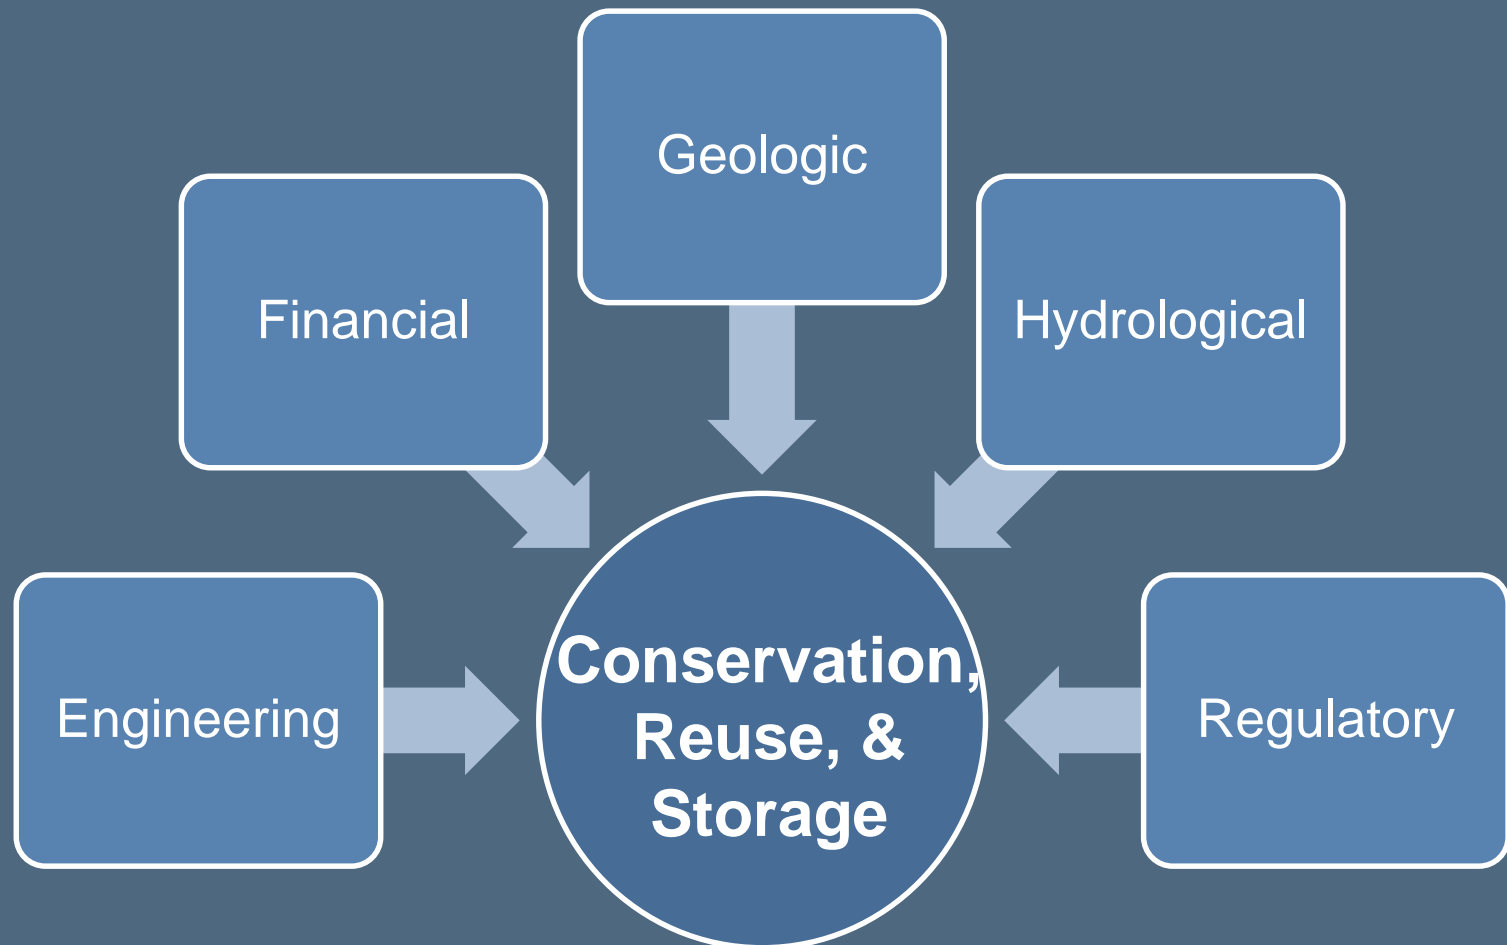 Geologic
Financial
Hydrological
Engineering
Conservation,
Reuse, &
Storage
Regulatory